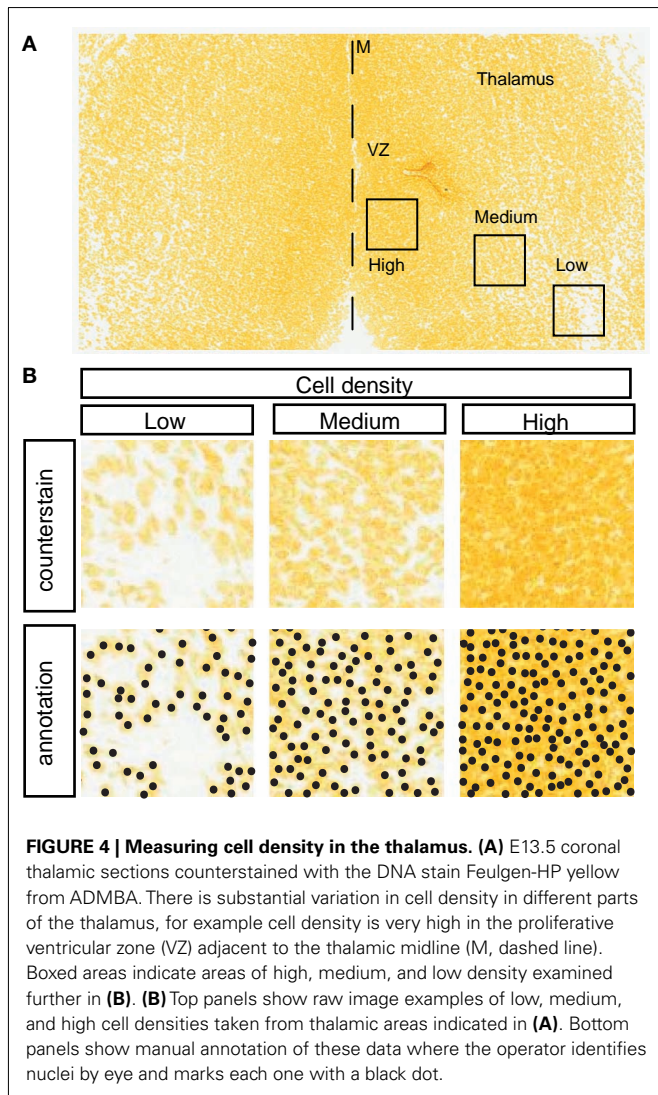 A
M
Thalamus
VZ
Medium
High
Low
B
Cell density
Low Medium High
counterstain
annotation
FIGURE 4 | Measuring cell density in the thalamus. (A) E13.5 coronal
thalamic sections counterstained with the DNA stain Feulgen-HP yellow
from ADMBA. There is substantial variation in cell density in different parts
of the thalamus, for example cell density is very high in the proliferative
ventricular zone (VZ) adjacent to the thalamic midline (M, dashed line).
Boxed areas indicate areas of high, medium, and low density examined
further in (B). (B) Top panels show raw image examples of low, medium,
and high cell densities taken from thalamic areas indicated in (A). Bottom
panels show manual annotation of these data where the operator identifies
nuclei by eye and marks each one with a black dot.